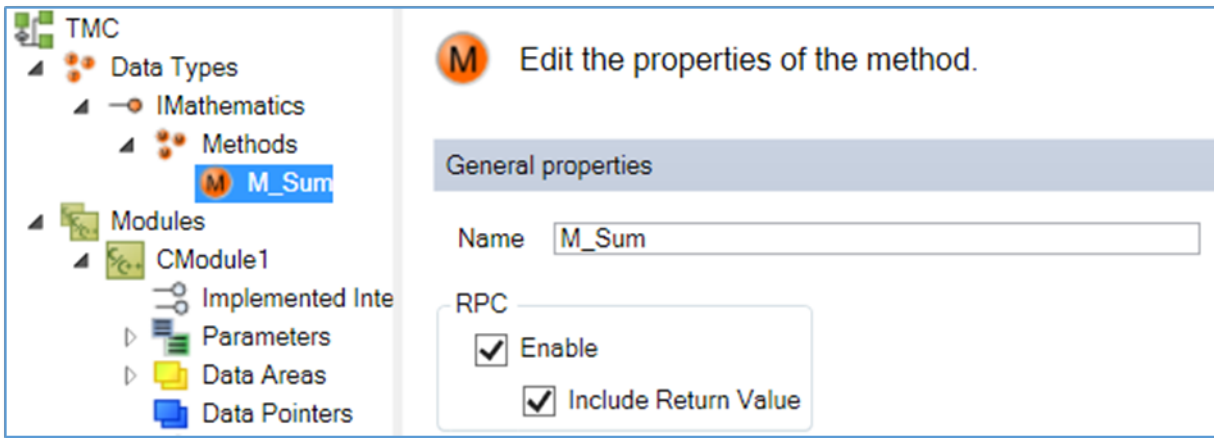 TMC
Data Types
IMathematics
Methods
M M_Sum
Modules
C/C++ CModule1
Implemented Inte
Parameters
Data Areas
Data Pointers
M Edit the properties of the method.
General properties
Name M_Sum
RPC
Enable
Include Return Value